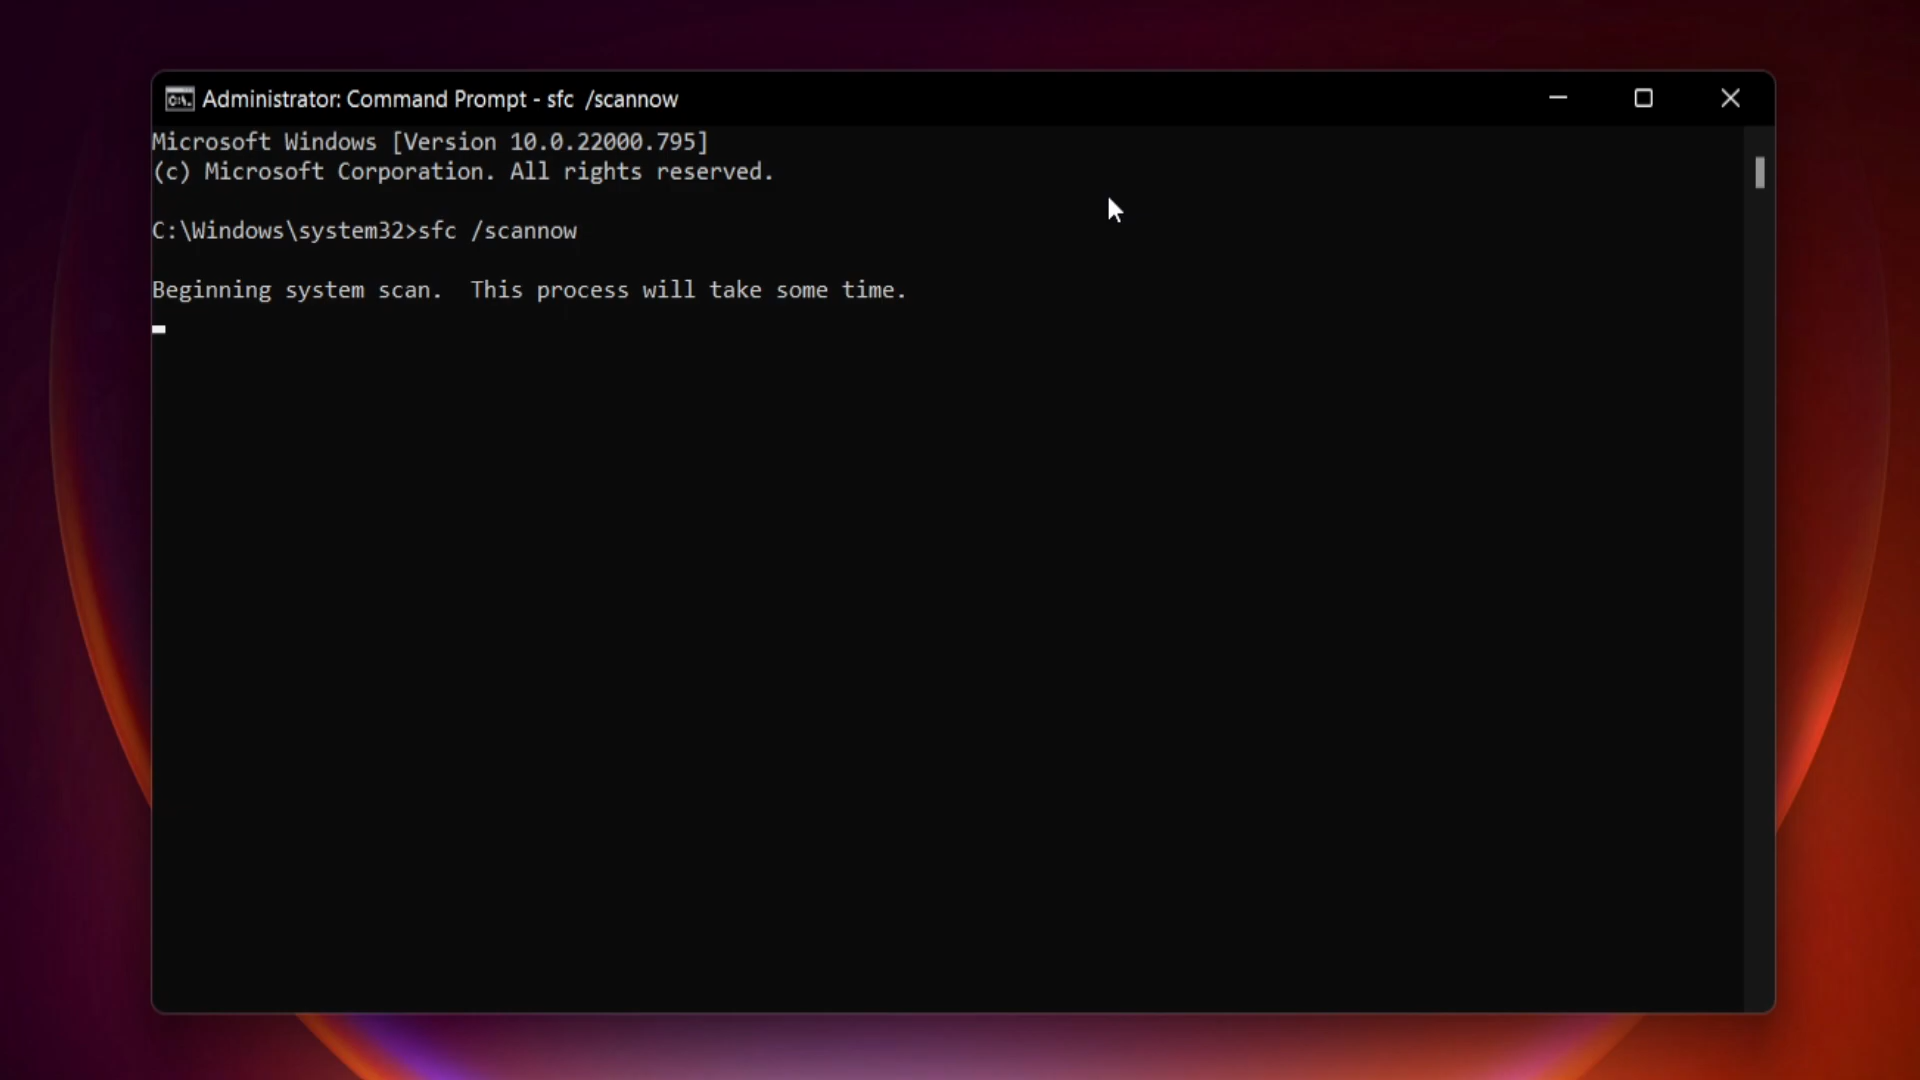 Administrator: Command Prompt - sfc  /scannow
Microsoft Windows [Version 10.0.22000.795]
(c) Microsoft Corporation. All rights reserved.
C:\Windows\system32>sfc /scannow
Beginning system scan.  This process will take some time.